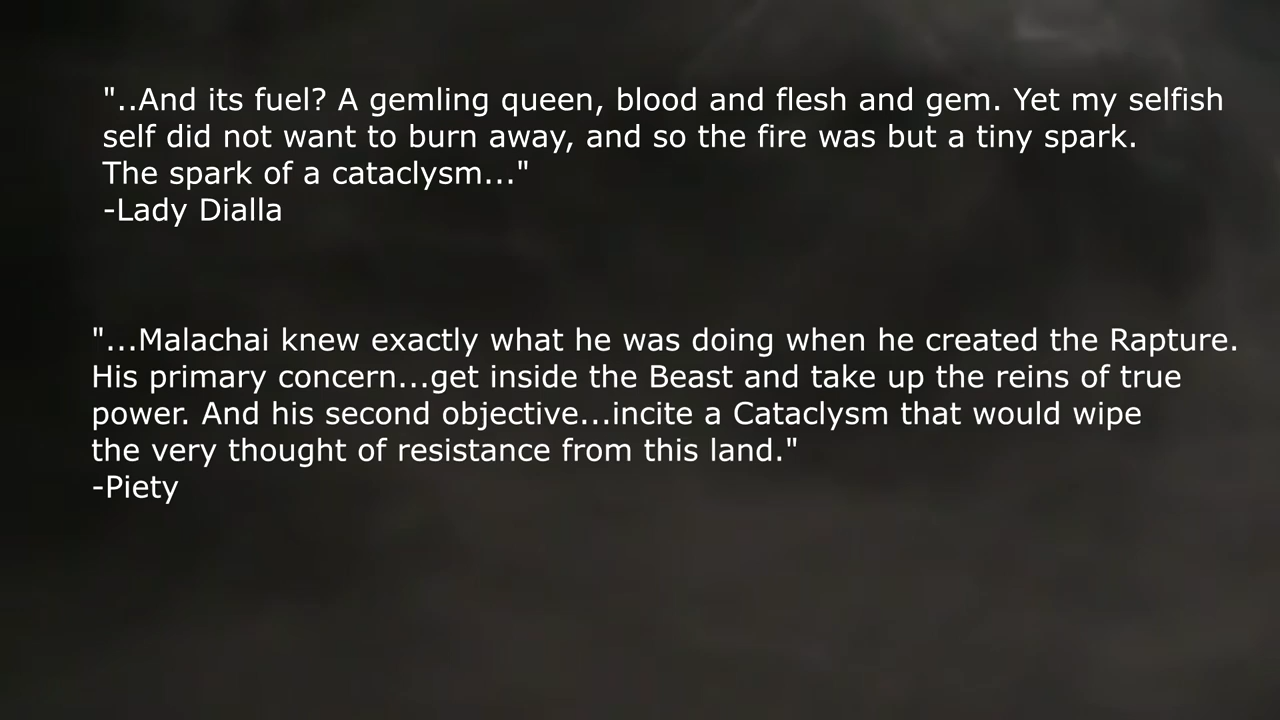 "..And its fuel? A gemling queen, blood and flesh and gem. Yet my selfish
self did not want to burn away, and so the fire was but a tiny spark.
The spark of a cataclysm..."
-Lady Dialla
"...Malachai knew exactly what he was doing when he created the Rapture.
His primary concern...get inside the Beast and take up the reins of true
power. And his second objective...incite a Cataclysm that would wipe
the very thought of resistance from this land."
-Piety